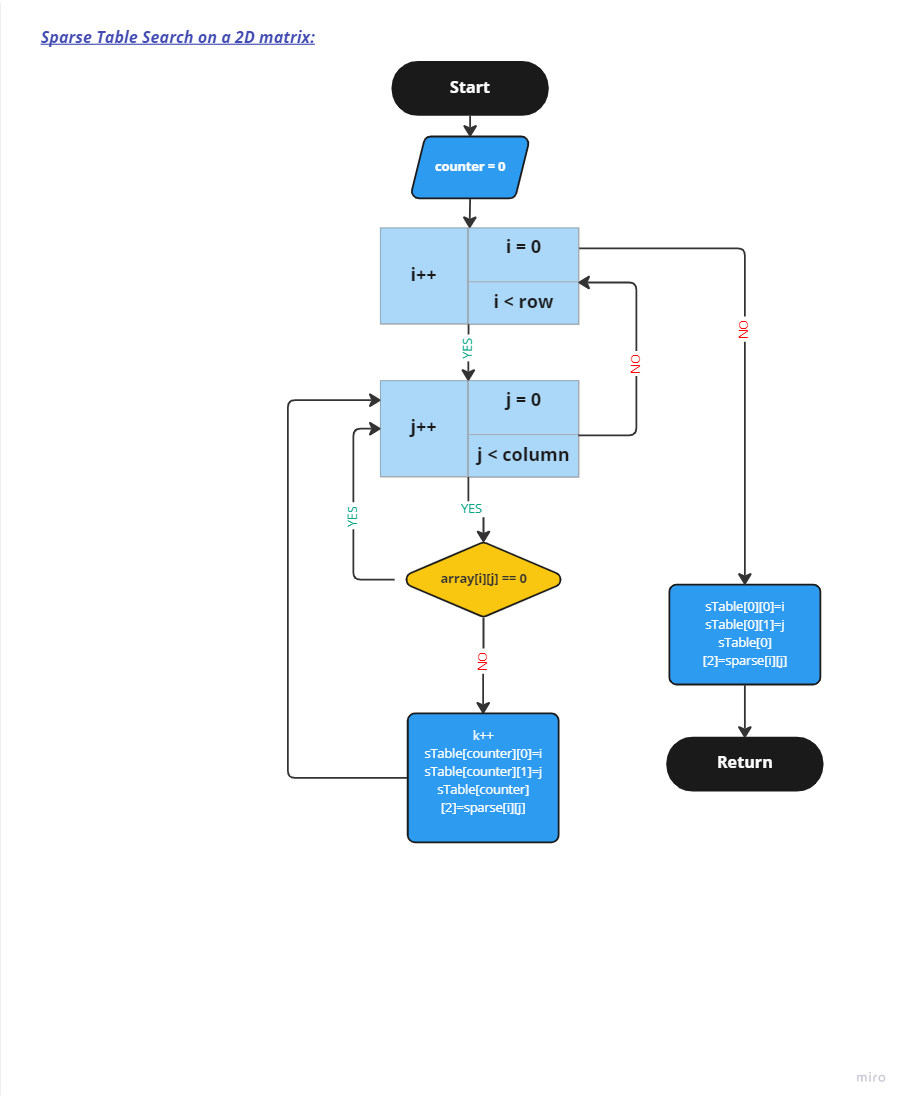 Sparse Table Search on a 2D matrix:
Start
counter = 0
i++
i = 0
i < row
NO
YES
NO
j++
j = 0
j < column
YES
YES
array[i][j] == 0
NO
sTable[0][0]=i
sTable[0][1]=j
sTable[0]
[2]=sparse[i][j]
k++
sTable[counter][0]=i
sTable[counter][1]=j
sTable[counter]
[2]=sparse[i][j]
Return
miro